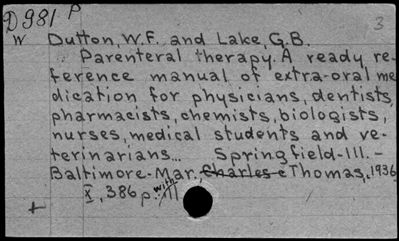 D981 P
3
W Dutton, W.F. and Lake, G.B.
Parenteral therapy. A ready re-
ference manual of extra-oral me
dication for physicians, dentists,
pharmacists, chemists, biologists,
nurses, medical students and ve-
terinarians... Springfield-Ill. -
Baltimore-Mar., Charles C Thomas, 1936
X, 386 p. with ill.